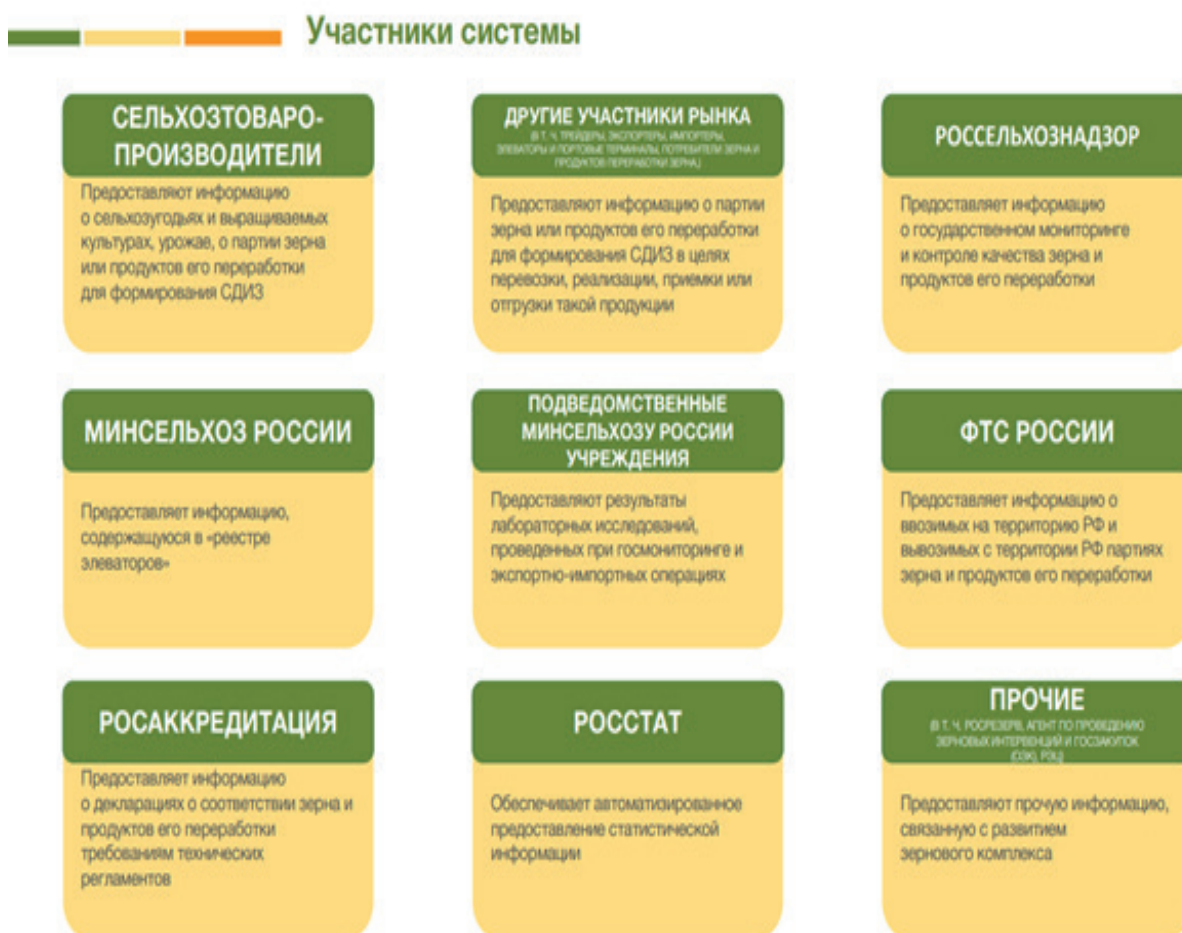 Участники системы
СЕЛЬХОЗТОВАРО-
ПРОИЗВОДИТЕЛИ
Предоставляют информацию
о сельхозугодьях и выращиваемых
культурах, урожае, о партии зерна
или продуктов его переработки
для формирования СДИЗ
ДРУГИЕ УЧАСТНИКИ РЫНКА
(В Т. Ч. ТРЕЙДЕРЫ, ЭКСПОРТЕРЫ, ИМПОРТЕРЫ,
ЭЛЕВАТОРЫ И ПОРТОВЫЕ ТЕРМИНАЛЫ, ПОТРЕБИТЕЛИ ЗЕРНА И
ПРОДУКТОВ ПЕРЕРАБОТКИ ЗЕРНА,)
Предоставляют информацию о партии
зерна или продуктов его переработки
для формирования СДИЗ в целях
перевозки, реализации, приемки или
отгрузки такой продукции
РОССЕЛЬХОЗНАДЗОР
Предоставляет информацию
о государственном мониторинге
и контроле качества зерна и
продуктов его переработки
МИНСЕЛЬХОЗ РОССИИ
Предоставляет информацию,
содержащуюся в «реестре
элеваторов»
ПОДВЕДОМСТВЕННЫЕ
МИНСЕЛЬХОЗУ РОССИИ
УЧРЕЖДЕНИЯ
Предоставляют результаты
лабораторных исследований,
проведенных при госмониторинге и
экспортно-импортных операциях
ФТС РОССИИ
Предоставляет информацию о
ввозимых на территорию РФ и
вывозимых с территории РФ партиях
зерна и продуктов его переработки
РОСАККРЕДИТАЦИЯ
Предоставляет информацию
о декларациях о соответствии зерна и
продуктов его переработки
требованиям технических
регламентов
РОССТАТ
Обеспечивает автоматизированное
предоставление статистической
информации
ПРОЧИЕ
(В Т. Ч. РОСРЕЗЕРВ, АГЕНТ ПО ПРОВЕДЕНИЮ
ЗЕРНОВЫХ ИНТЕРВЕНЦИЙ И ГОСЗАКУПОК
Предоставляют прочую информацию,
связанную с развитием
зернового комплекса